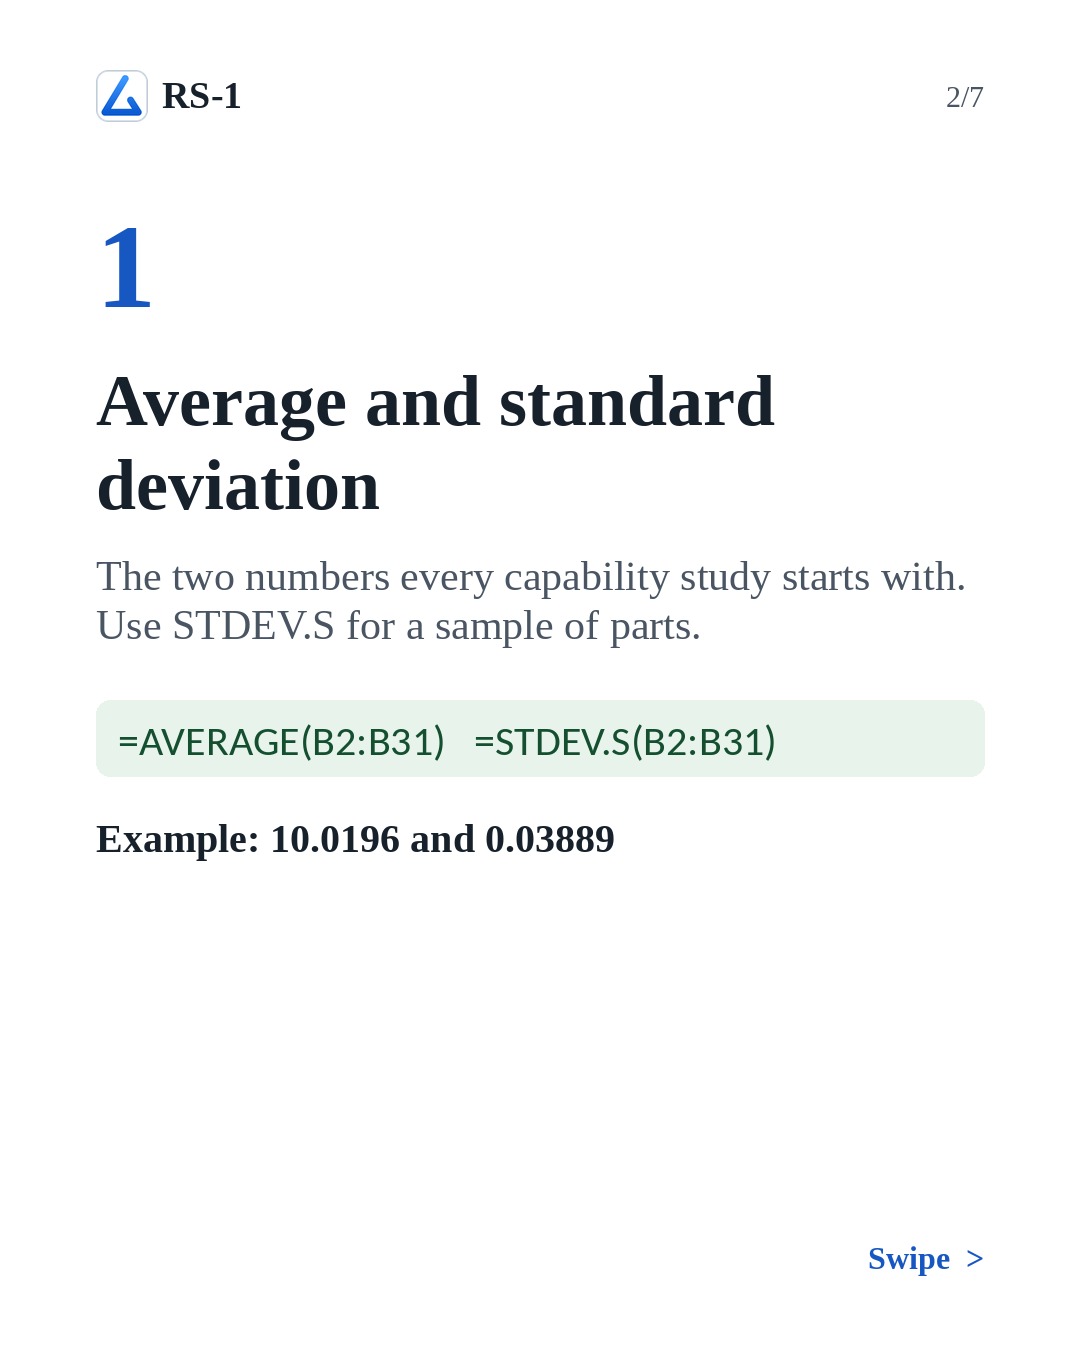 RS-1
2/7
1
Average and standard
deviation
The two numbers every capability study starts with.
Use STDEV.S for a sample of parts.
=AVERAGE(B2:B31) =STDEV.S(B2:B31)
Example: 10.0196 and 0.03889
Swipe >